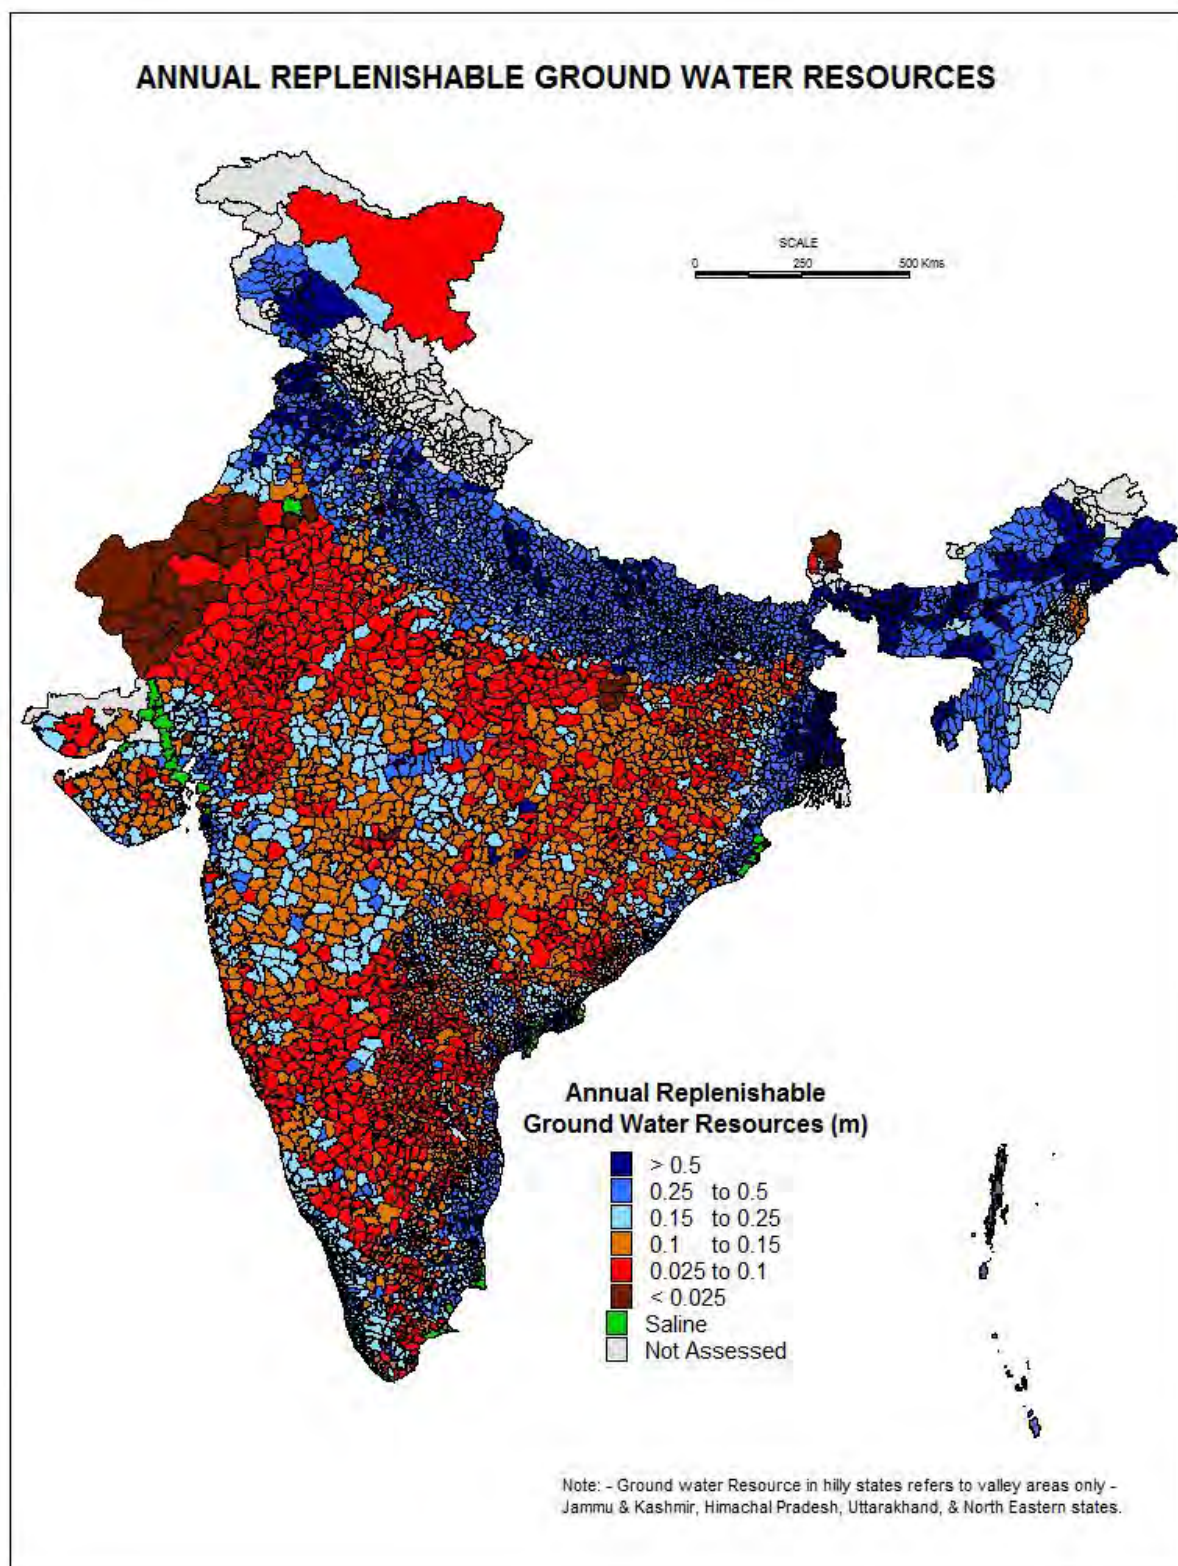 ANNUAL REPLENISHABLE GROUND WATER RESOURCES
SCALE
0 250 500 Kms
Annual Replenishable
Ground Water Resources (m)
> 0.5
0.25 to 0.5
0.15 to 0.25
0.1 to 0.15
0.025 to 0.1
< 0.025
Saline
Not Assessed
Note: - Ground water Resource in hilly states refers to valley areas only -
Jammu & Kashmir, Himachal Pradesh, Uttarakhand, & North Eastern states.